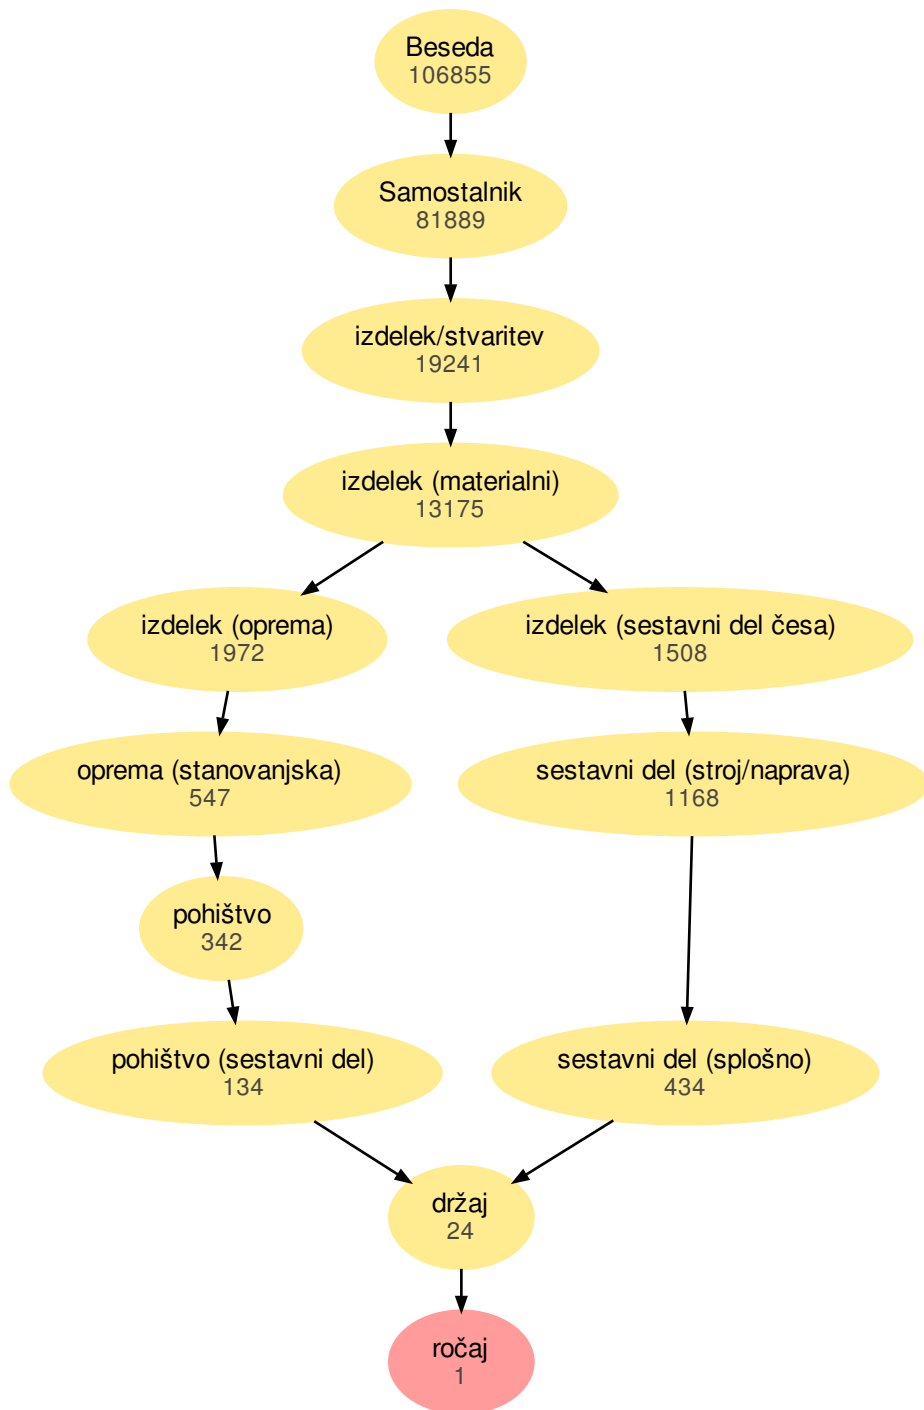 Beseda
106855
Samostalnik
81889
izdelek/stvaritev
19241
izdelek (materialni)
13175
izdelek (oprema)
1972
izdelek (sestavni del česa)
1508
oprema (stanovanjska)
547
sestavni del (stroj/naprava)
1168
pohištvo
342
pohištvo (sestavni del)
134
sestavni del (splošno)
434
držaj
24
ročaj
1